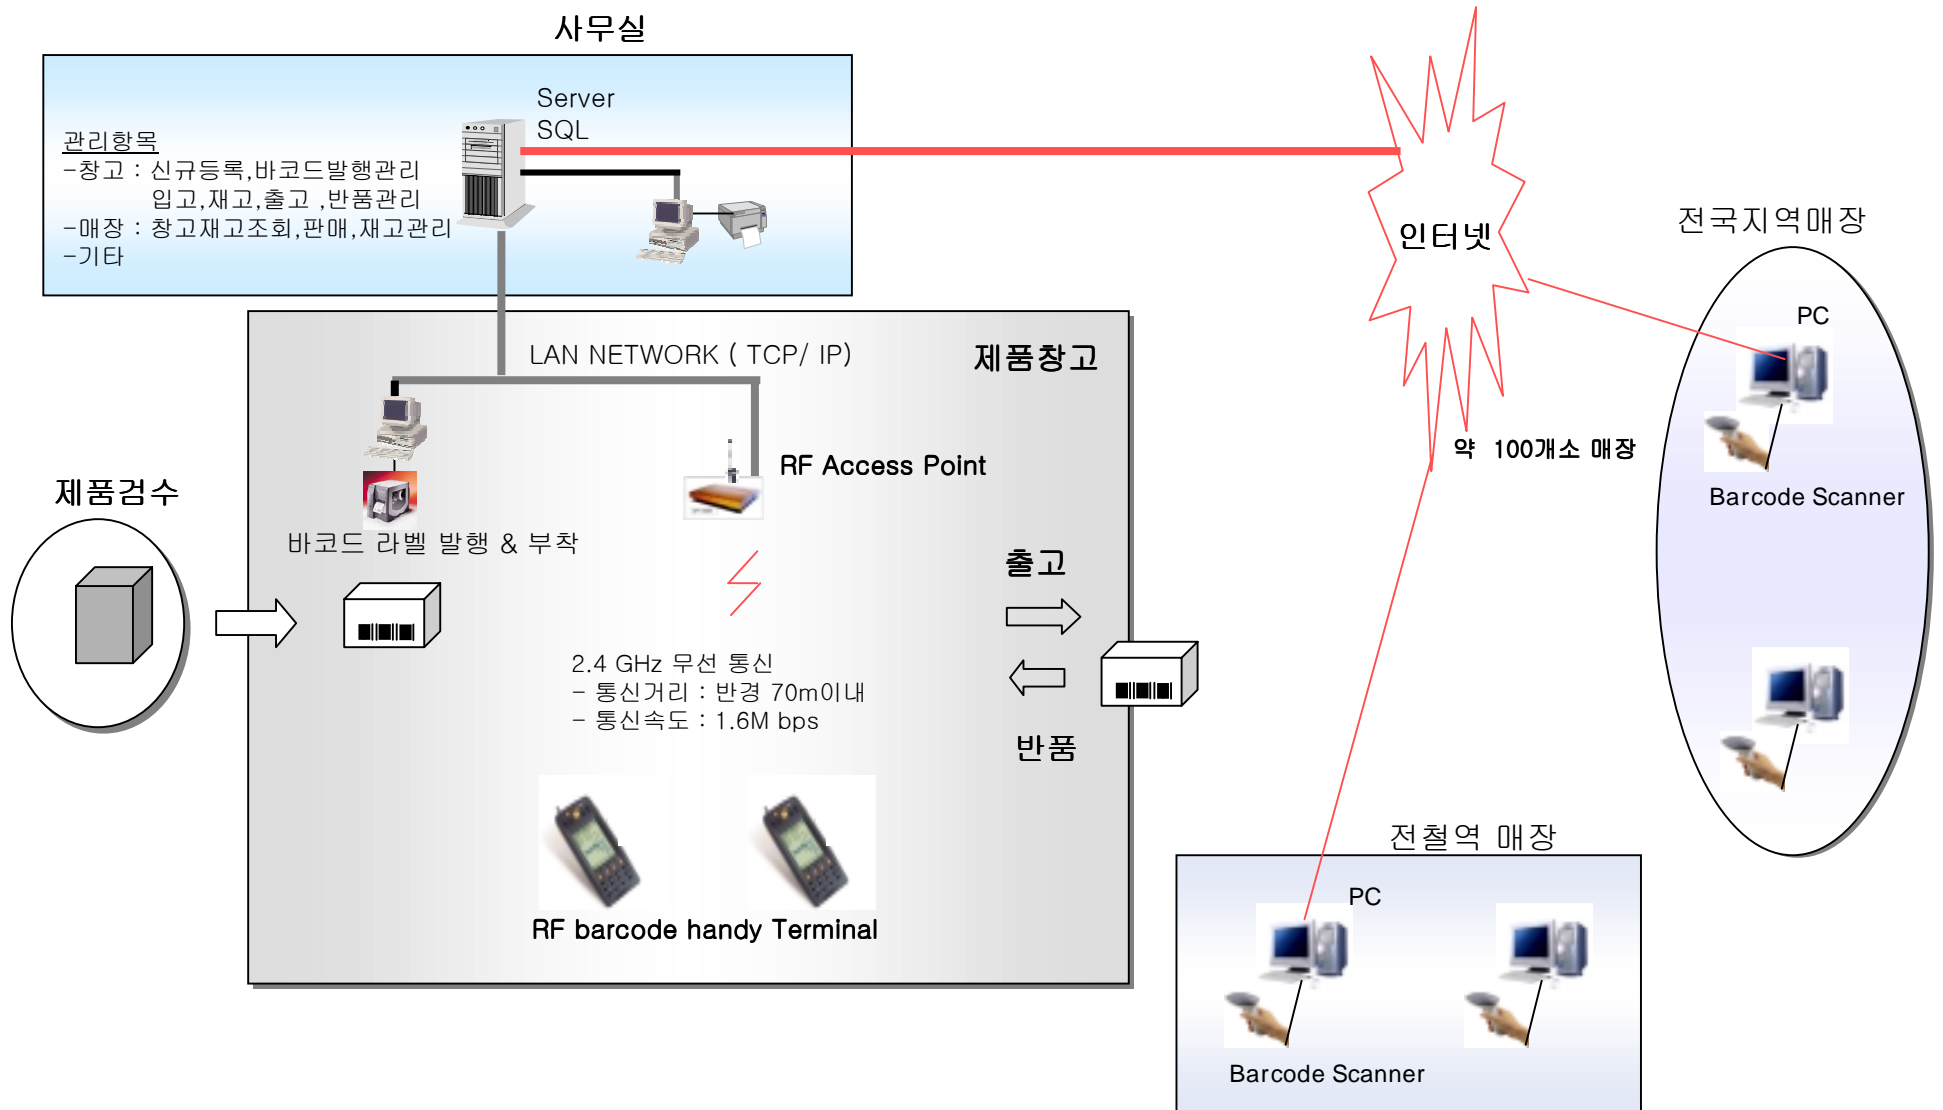 사무실
Server
SQL
관리항목
-창고 : 신규등록,바코드발행관리
입고,재고,출고 ,반품관리
-매장 : 창고재고조회,판매,재고관리
-기타
인터넷
전국지역매장
PC
Barcode Scanner
약 100개소 매장
LAN NETWORK ( TCP/ IP)
제품창고
RF Access Point
제품검수
바코드 라벨 발행 & 부착
출고
2.4 GHz 무선 통신
- 통신거리 : 반경 70m이내
- 통신속도 : 1.6M bps
반품
RF barcode handy Terminal
전철역 매장
PC
Barcode Scanner